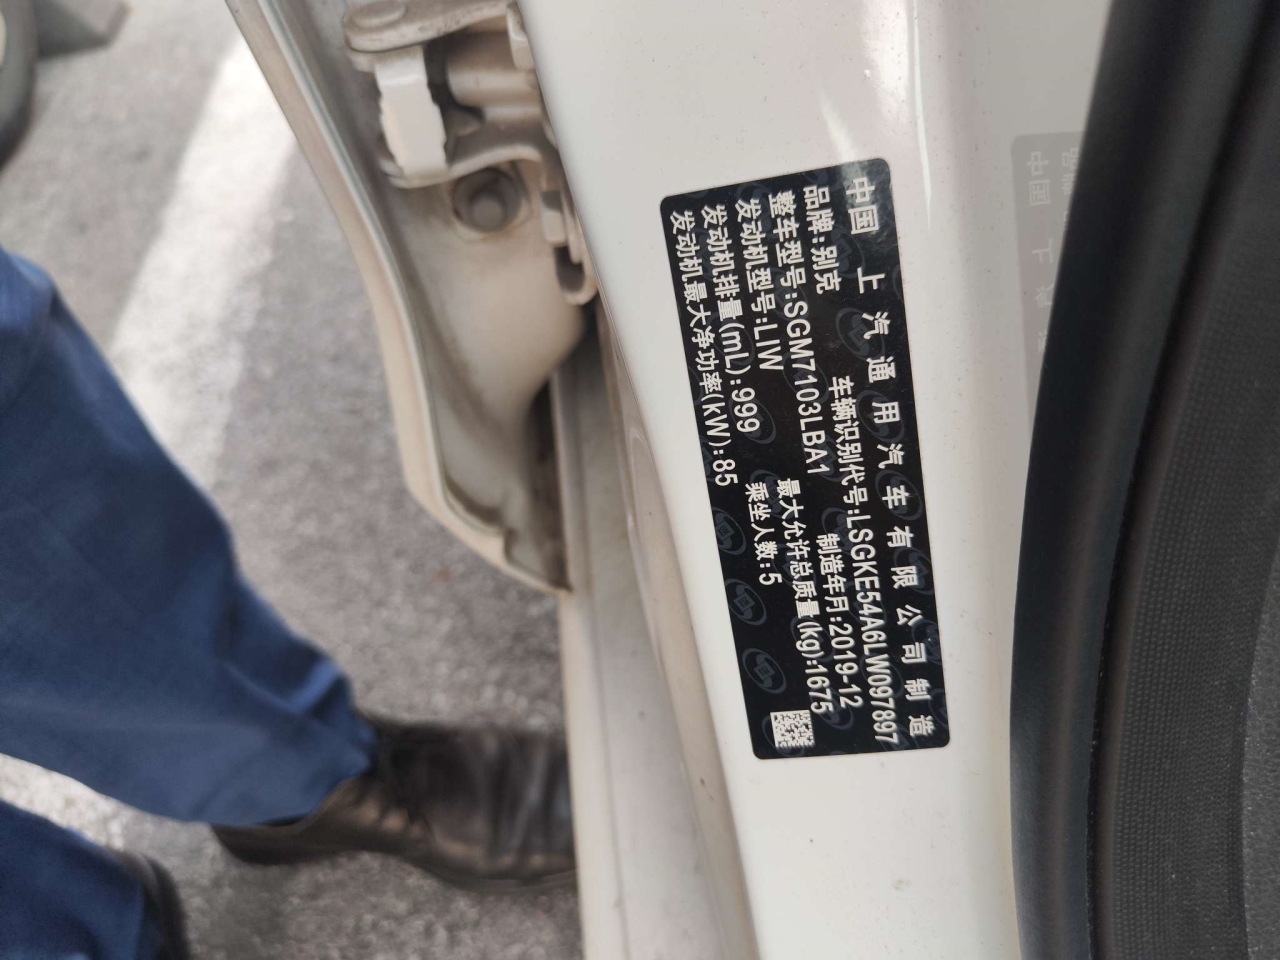 中国 上汽通用汽车有限公司制造
品牌:别克 车辆识别代号:LSGKE54A6LW097897
整车型号:SGM7103LBA1 制造年月:2019-12
发动机型号:LIW 最大允许总质量(kg):1675
发动机排量(mL):999 乘坐人数:5
发动机最大净功率(kW):85